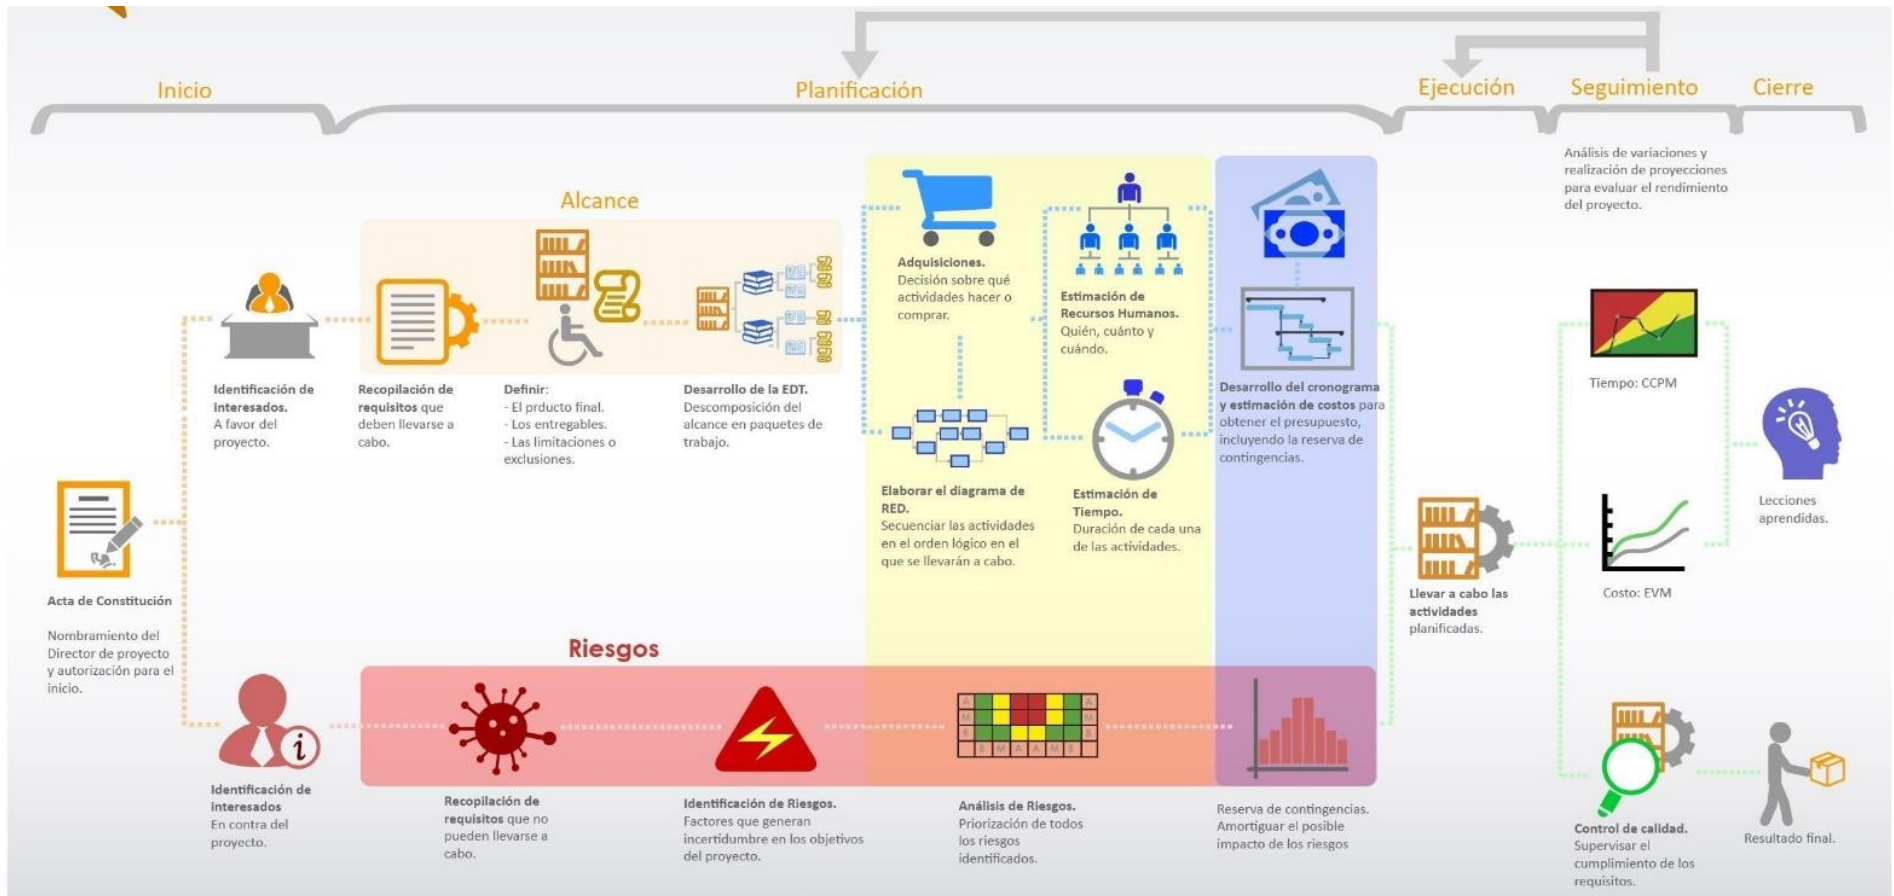 Inicio
Planificación
Ejecución
Seguimiento
Cierre
Análisis de variaciones y
realización de proyecciones
para evaluar el rendimiento
del proyecto.
Alcance
Identificación de
interesados.
A favor del
proyecto.
Recopilación de
requisitos que
deben llevarse a
cabo.
Definir:
- El prducto final.
- Los entregables.
- Las limitaciones o
exclusiones.
Desarrollo de la EDT.
Descomposición del
alcance en paquetes de
trabajo.
Adquisiciones.
Decisión sobre qué
actividades hacer o
comprar.
Estimación de
Recursos Humanos.
Quién, cuánto y
cuándo.
Elaborar el diagrama de
RED.
Secuenciar las actividades
en el orden lógico en el
que se llevarán a cabo.
Estimación de
Tiempo.
Duración de cada una
de las actividades.
Desarrollo del cronograma
y estimación de costos para
obtener el presupuesto,
incluyendo la reserva de
contingencias.
Tiempo: CCPM
Costo: EVM
Lecciones
aprendidas.
Acta de Constitución
Nombramiento del
Director de proyecto
y autorización para el
inicio.
Llevar a cabo las
actividades
planificadas.
Riesgos
i
A A
M M
B B
B M A A M B
Identificación de
interesados
En contra del
proyecto.
Recopilación de
requisitos que no
pueden llevarse a
cabo.
Identificación de Riesgos.
Factores que generan
incertidumbre en los objetivos
del proyecto.
Análisis de Riesgos.
Priorización de todos
los riesgos
identificados.
Reserva de contingencias.
Amortiguar el posible
impacto de los riesgos
Control de calidad.
Supervisar el
cumplimiento de los
requisitos.
Resultado final.